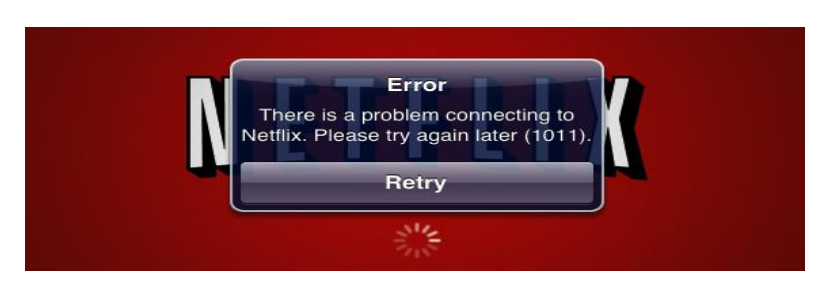 NETFLIX
Error
There is a problem connecting to
Netflix. Please try again later (1011).
Retry